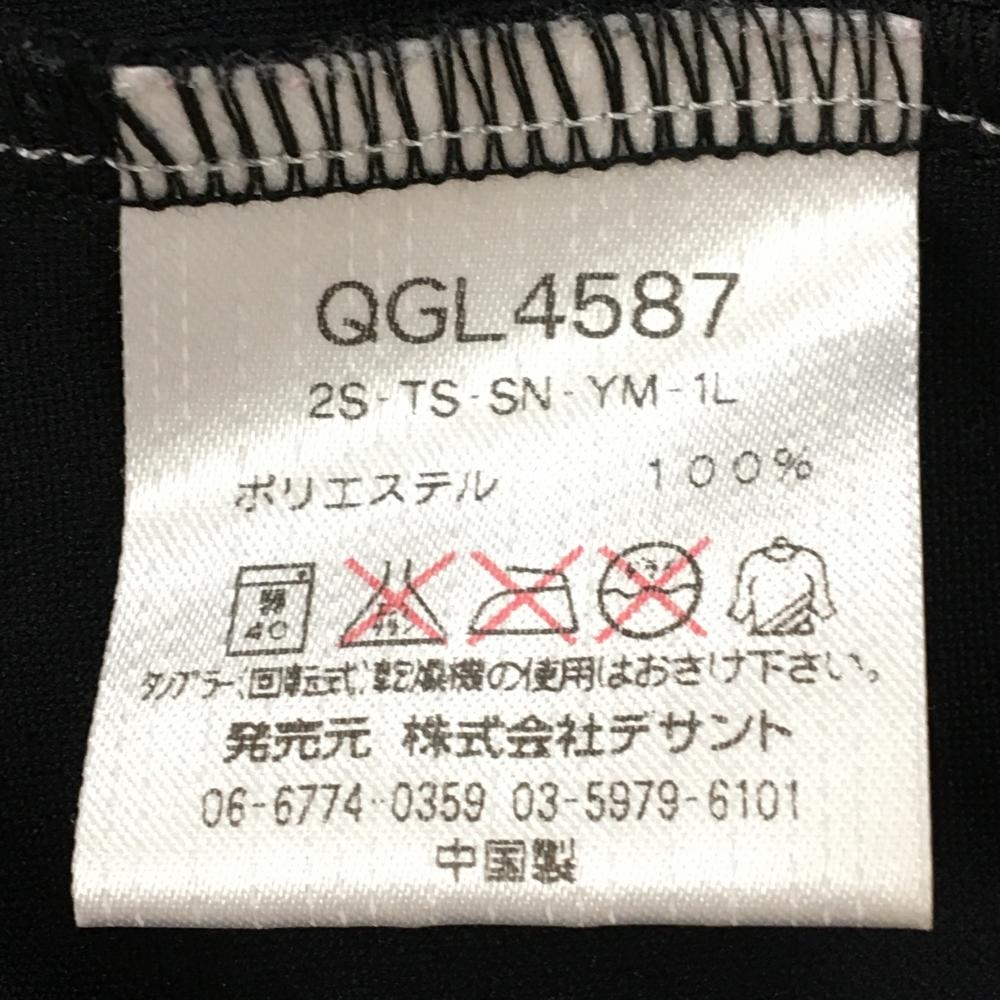 QGL4587
2S-TS-SN-YM-1L
ポリエステル 100%
40
タンブラー(回転式)乾燥機の使用はおさけ下さい。
発売元 株式会社デサント
06-6774-0359 03-5979-6101
中国製